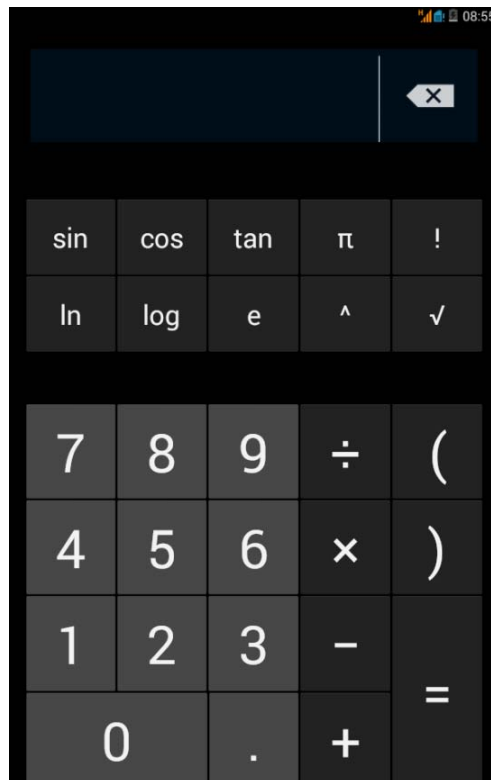 08:55
sin cos tan π !
ln log e ^ √
7 8 9 ÷ (
4 5 6 × )
1 2 3 −
=
0 . +